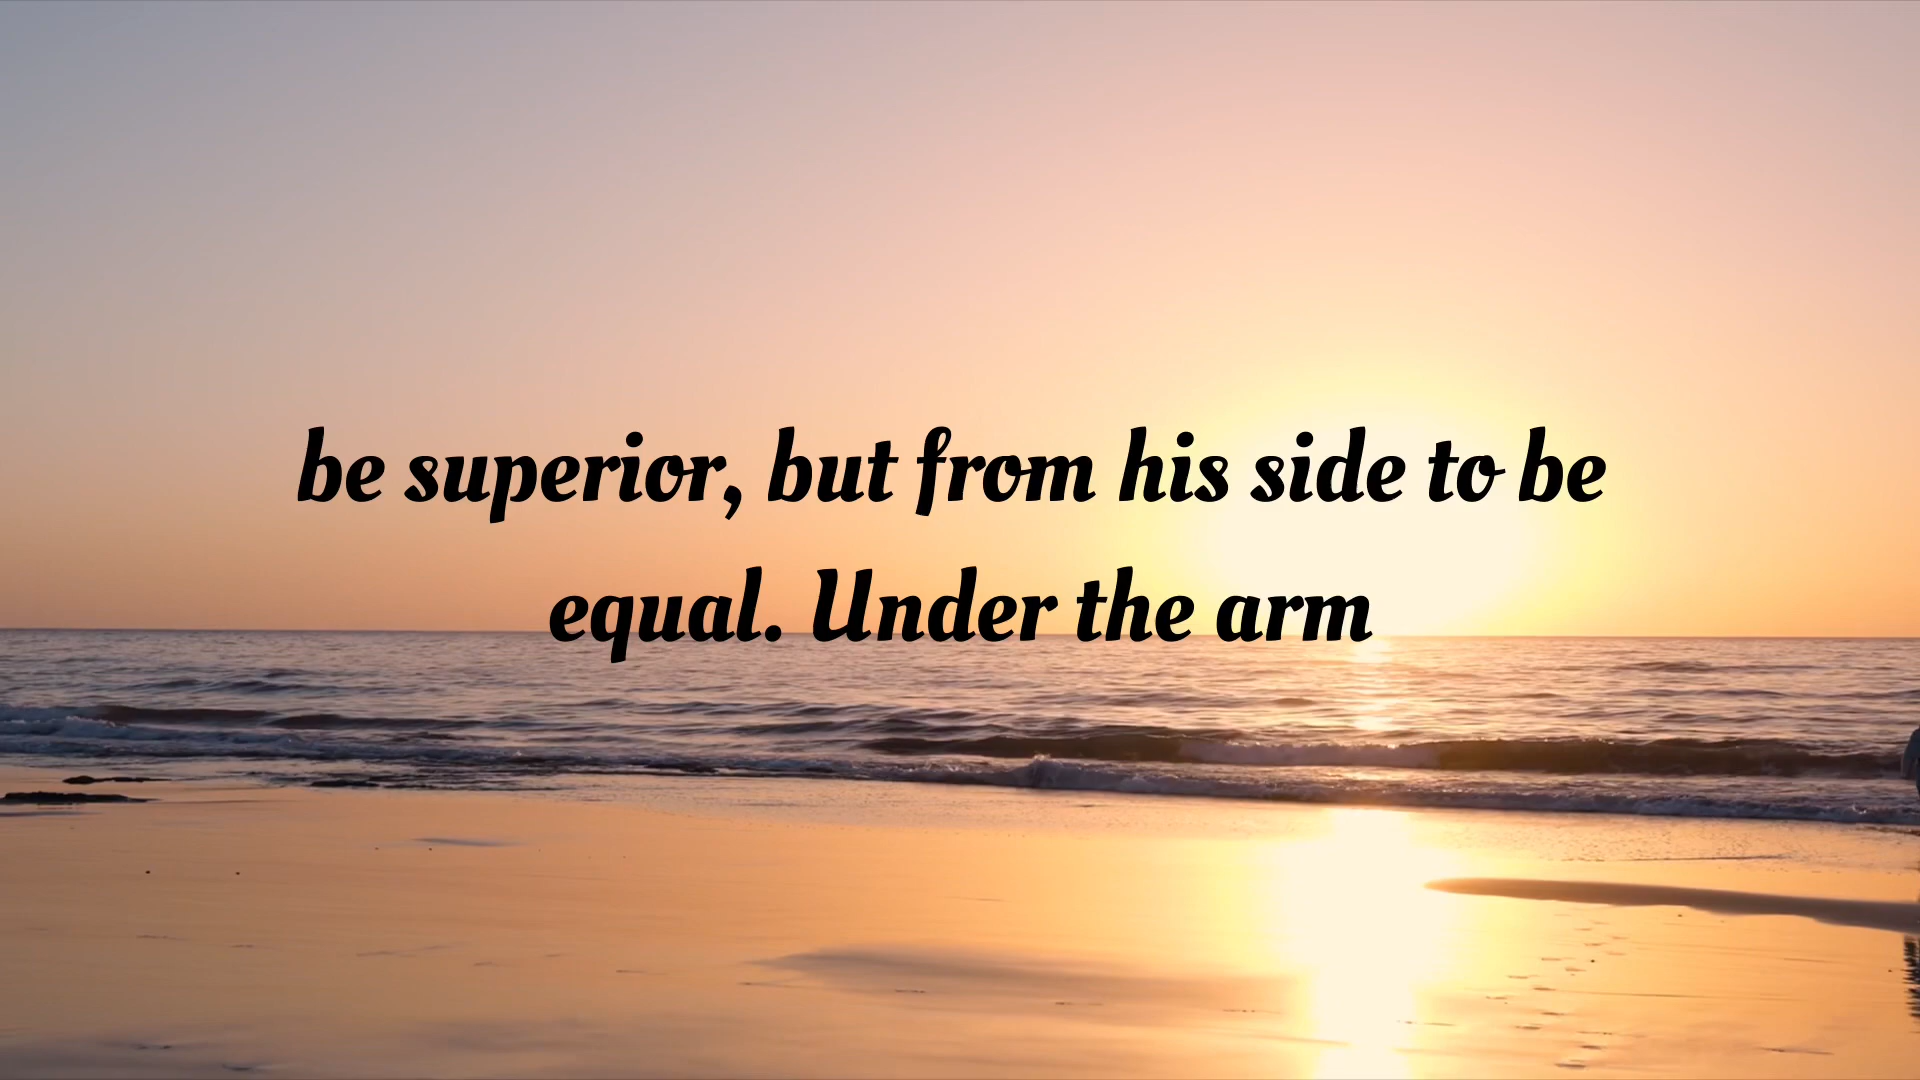 be superior, but from his side to be
equal. Under the arm